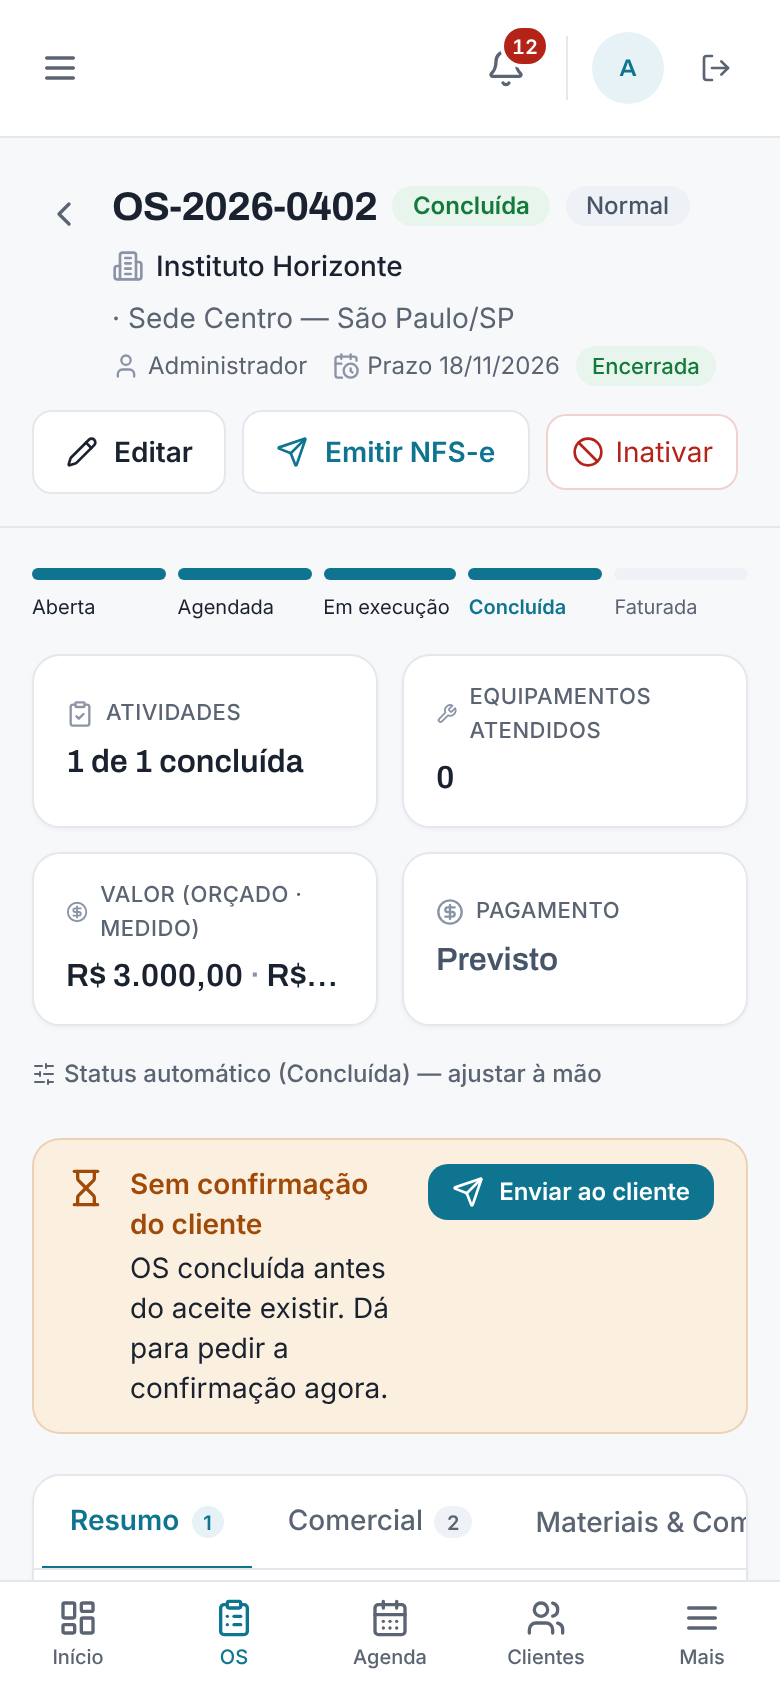 12
A
OS-2026-0402 Concluída Normal
Instituto Horizonte
· Sede Centro — São Paulo/SP
Administrador Prazo 18/11/2026 Encerrada
Editar Emitir NFS-e Inativar
Aberta Agendada Em execução Concluída Faturada
ATIVIDADES
1 de 1 concluída
EQUIPAMENTOS
ATENDIDOS
0
VALOR (ORÇADO ·
MEDIDO)
R$ 3.000,00 · R$...
PAGAMENTO
Previsto
Status automático (Concluída) — ajustar à mão
Sem confirmação
do cliente
OS concluída antes
do aceite existir. Dá
para pedir a
confirmação agora.
Enviar ao cliente
Resumo 1 Comercial 2 Materiais & Com
Início OS Agenda Clientes Mais